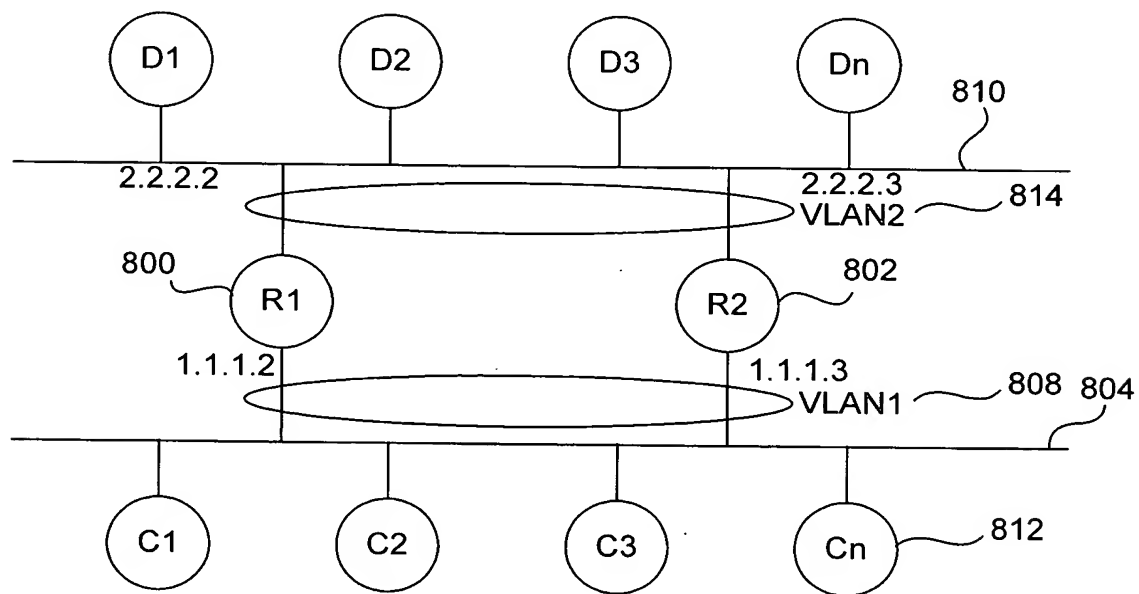 D1 D2 D3 Dn
810
2.2.2.2 2.2.2.3
VLAN2 814
800 R1 R2 802
1.1.1.2 1.1.1.3
VLAN1 808 804
C1 C2 C3 Cn 812